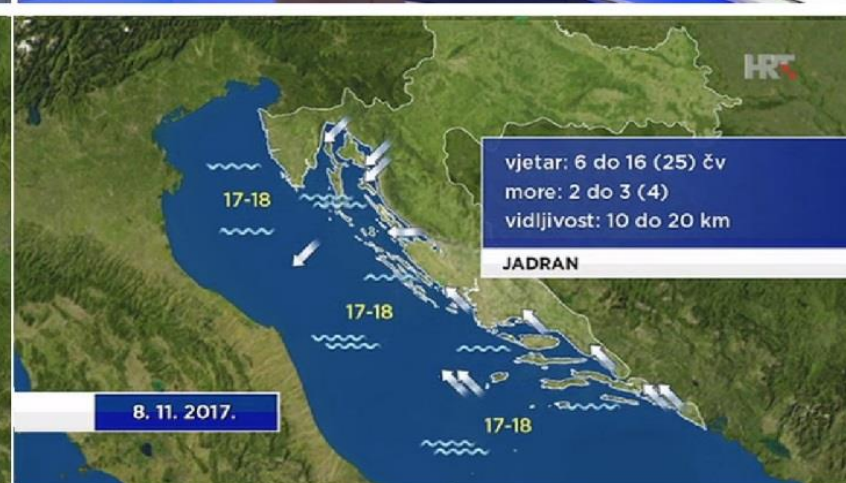 HRT
vjetar: 6 do 16 (25) čv
more: 2 do 3 (4)
vidljivost: 10 do 20 km
JADRAN
17-18
17-18
8. 11. 2017.
17-18